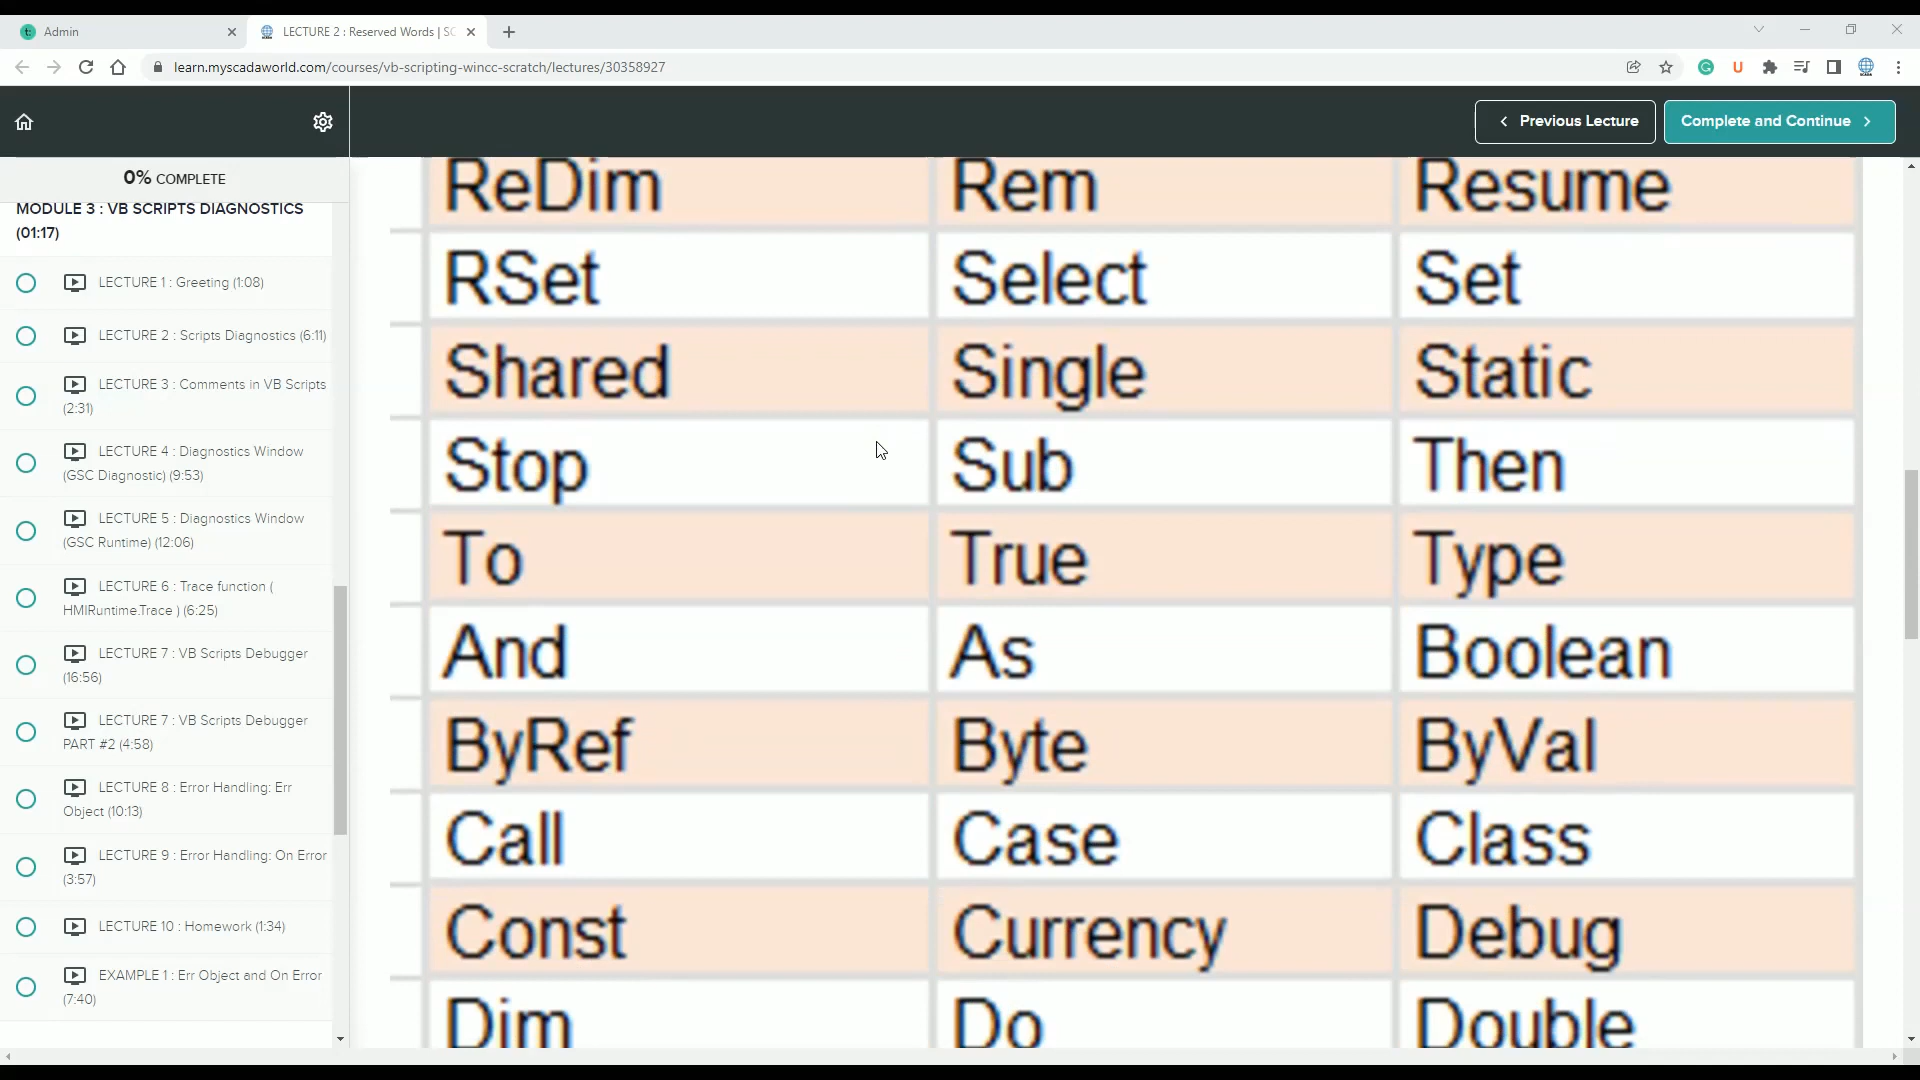 Admin
LECTURE 2 : Reserved Words | SC
learn.myscadaworld.com/courses/vb-scripting-wincc-scratch/lectures/30358927
Previous Lecture
Complete and Continue
0% COMPLETE
MODULE 3 : VB SCRIPTS DIAGNOSTICS
(01:17)
LECTURE 1 : Greeting (1:08)
LECTURE 2 : Scripts Diagnostics (6:11)
LECTURE 3 : Comments in VB Scripts
(2:31)
LECTURE 4 : Diagnostics Window
(GSC Diagnostic) (9:53)
LECTURE 5 : Diagnostics Window
(GSC Runtime) (12:06)
LECTURE 6 : Trace function (
HMIRuntime.Trace ) (6:25)
LECTURE 7 : VB Scripts Debugger
(16:56)
LECTURE 7 : VB Scripts Debugger
PART #2 (4:58)
LECTURE 8 : Error Handling: Err
Object (10:13)
LECTURE 9 : Error Handling: On Error
(3:57)
LECTURE 10 : Homework (1:34)
EXAMPLE 1 : Err Object and On Error
(7:40)
ReDim Rem Resume
RSet Select Set
Shared Single Static
Stop Sub Then
To True Type
And As Boolean
ByRef Byte ByVal
Call Case Class
Const Currency Debug
Dim Do Double